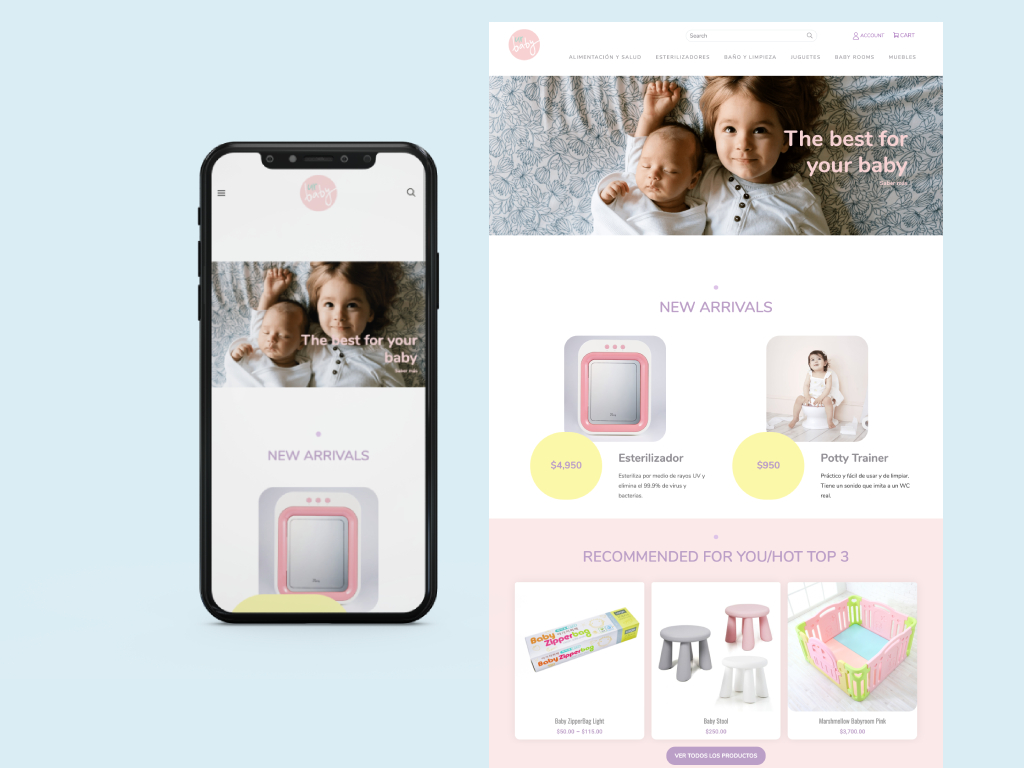 baby
The best for your
baby
Saber más
NEW ARRIVALS
baby
Search
ACCOUNT
CART
ALIMENTACIÓN Y SALUD
ESTERILIZADORES
BAÑO Y LIMPIEZA
JUGUETES
BABY ROOMS
MUEBLES
The best for
your baby
Saber más
NEW ARRIVALS
$4,950
Esterilizador
Esteriliza por medio de rayos UV y
elimina el 99.9% de virus y
bacterias.
$950
Potty Trainer
Práctico y fácil de usar y de limpiar.
Tiene un sonido que imita a un WC
real.
RECOMMENDED FOR YOU/HOT TOP 3
Baby
Zipperbag
Baby Zipperbag
Baby ZipperBag Light
$50.00 – $115.00
Baby Stool
$250.00
Marshmellow Babyroom Pink
$3,700.00
VER TODOS LOS PRODUCTOS